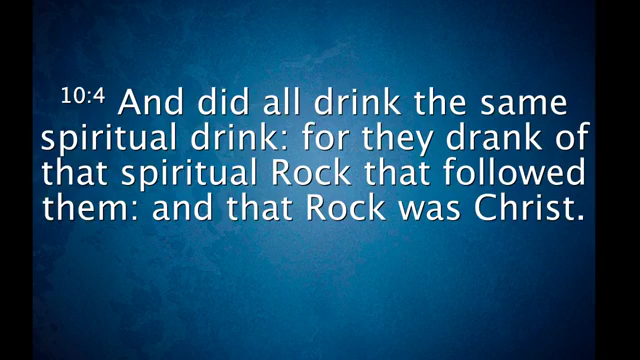 10:4 And did all drink the same
spiritual drink: for they drank of
that spiritual Rock that followed
them: and that Rock was Christ.